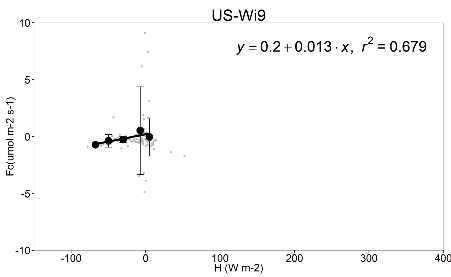 US-Wi9
y = 0.2 + 0.013 · x, r² = 0.679
10
5
0
-5
-10
Fc(umol m-2 s-1)
-100 0 100 200 300 400
H (W m-2)